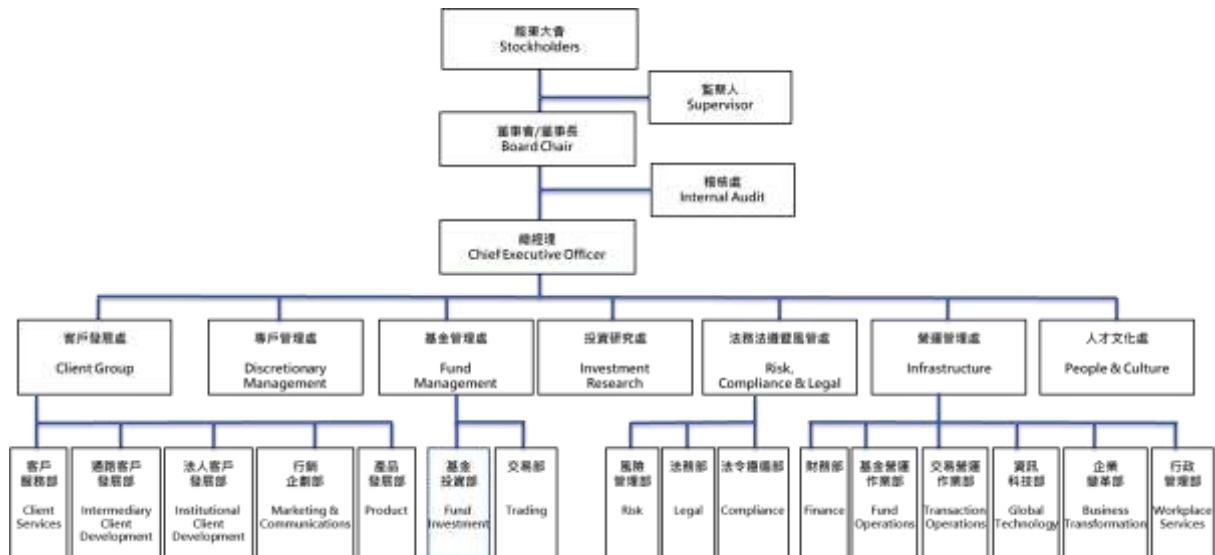 股東大會
Stockholders
監察人
Supervisor
董事會/董事長
Board Chair
稽核處
Internal Audit
總經理
Chief Executive Officer
客戶發展處
Client Group
專戶管理處
Discretionary
Management
基金管理處
Fund
Management
投資研究處
Investment
Research
法務法遵暨風管處
Risk,
Compliance & Legal
營運管理處
Infrastructure
人才文化處
People & Culture
客戶
服務部
Client
Services
通路客戶
發展部
Intermediary
Client
Development
法人客戶
發展部
Institutional
Client
Development
行銷
企劃部
Marketing &
Communications
產品
發展部
Product
基金
投資部
Fund
Investment
交易部
Trading
風險
管理部
Risk
法務部
Legal
法令遵循部
Compliance
財務部
Finance
基金營運
作業部
Fund
Operations
交易營運
作業部
Transaction
Operations
資訊
科技部
Global
Technology
企業
變革部
Business
Transformation
行政
管理部
Workplace
Services